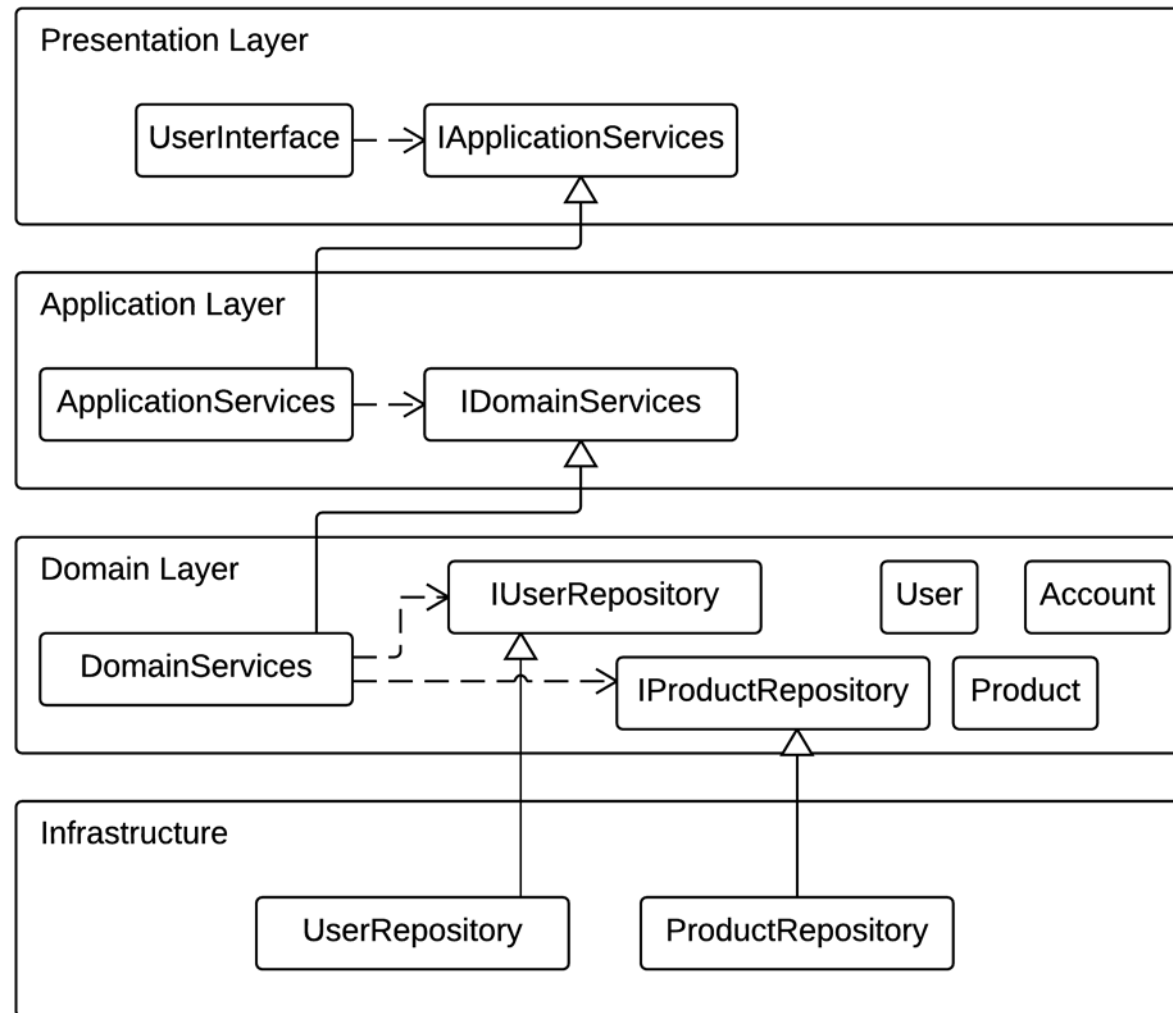 Presentation Layer
UserInterface
IApplicationServices
Application Layer
ApplicationServices
IDomainServices
Domain Layer
IUserRepository
User
Account
DomainServices
IProductRepository
Product
Infrastructure
UserRepository
ProductRepository